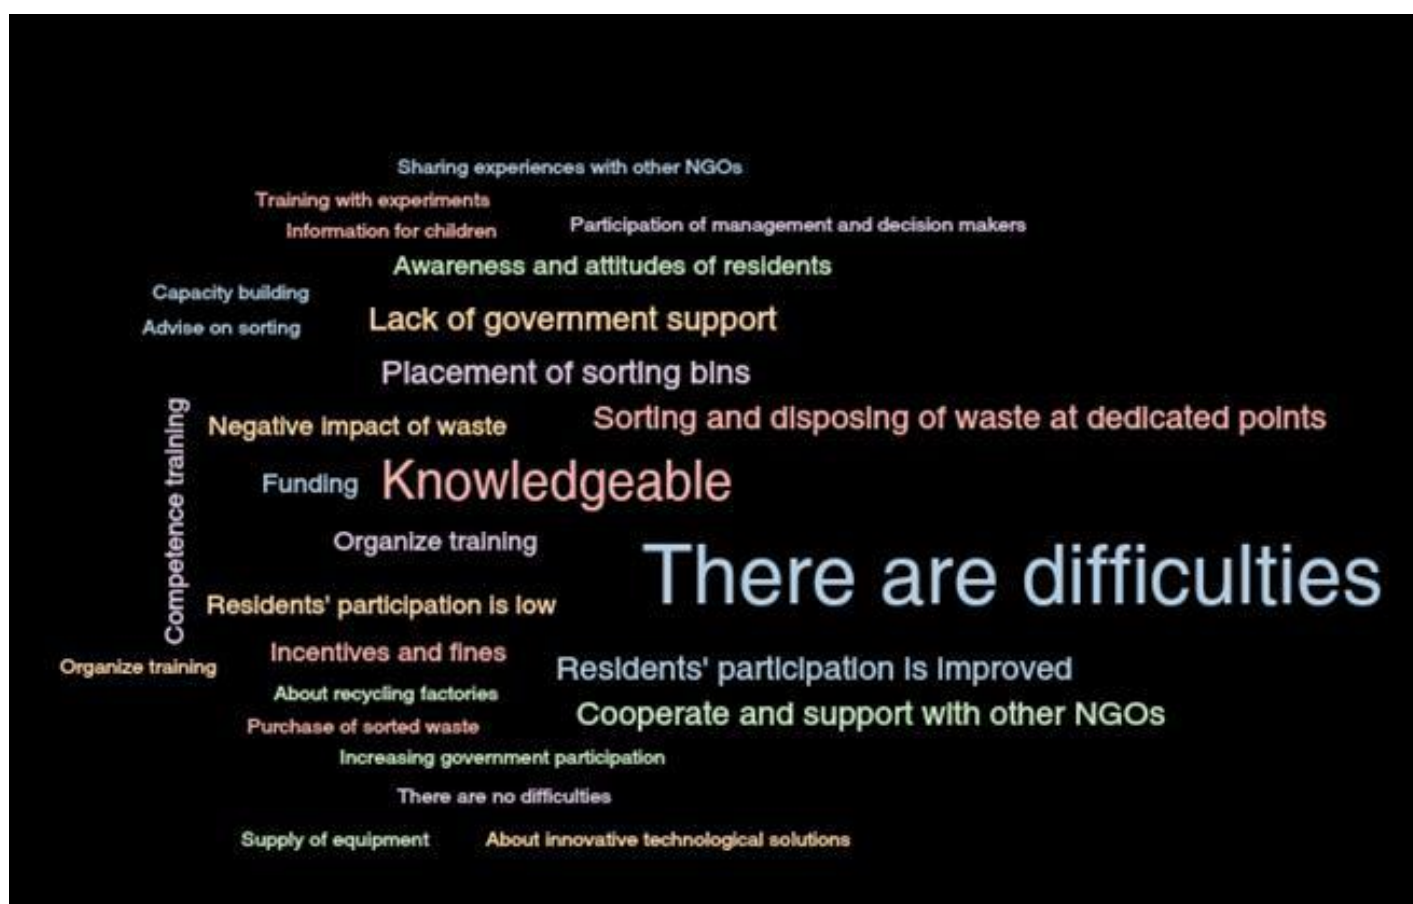 Sharing experiences with other NGOs
Training with experiments
Information for children
Participation of management and decision makers
Awareness and attitudes of residents
Capacity building
Advise on sorting
Lack of government support
Placement of sorting bins
Competence training
Negative impact of waste
Sorting and disposing of waste at dedicated points
Funding
Knowledgeable
Organize training
There are difficulties
Residents' participation is low
Incentives and fines
Organize training
Residents' participation is improved
About recycling factories
Cooperate and support with other NGOs
Purchase of sorted waste
Increasing government participation
There are no difficulties
Supply of equipment
About innovative technological solutions